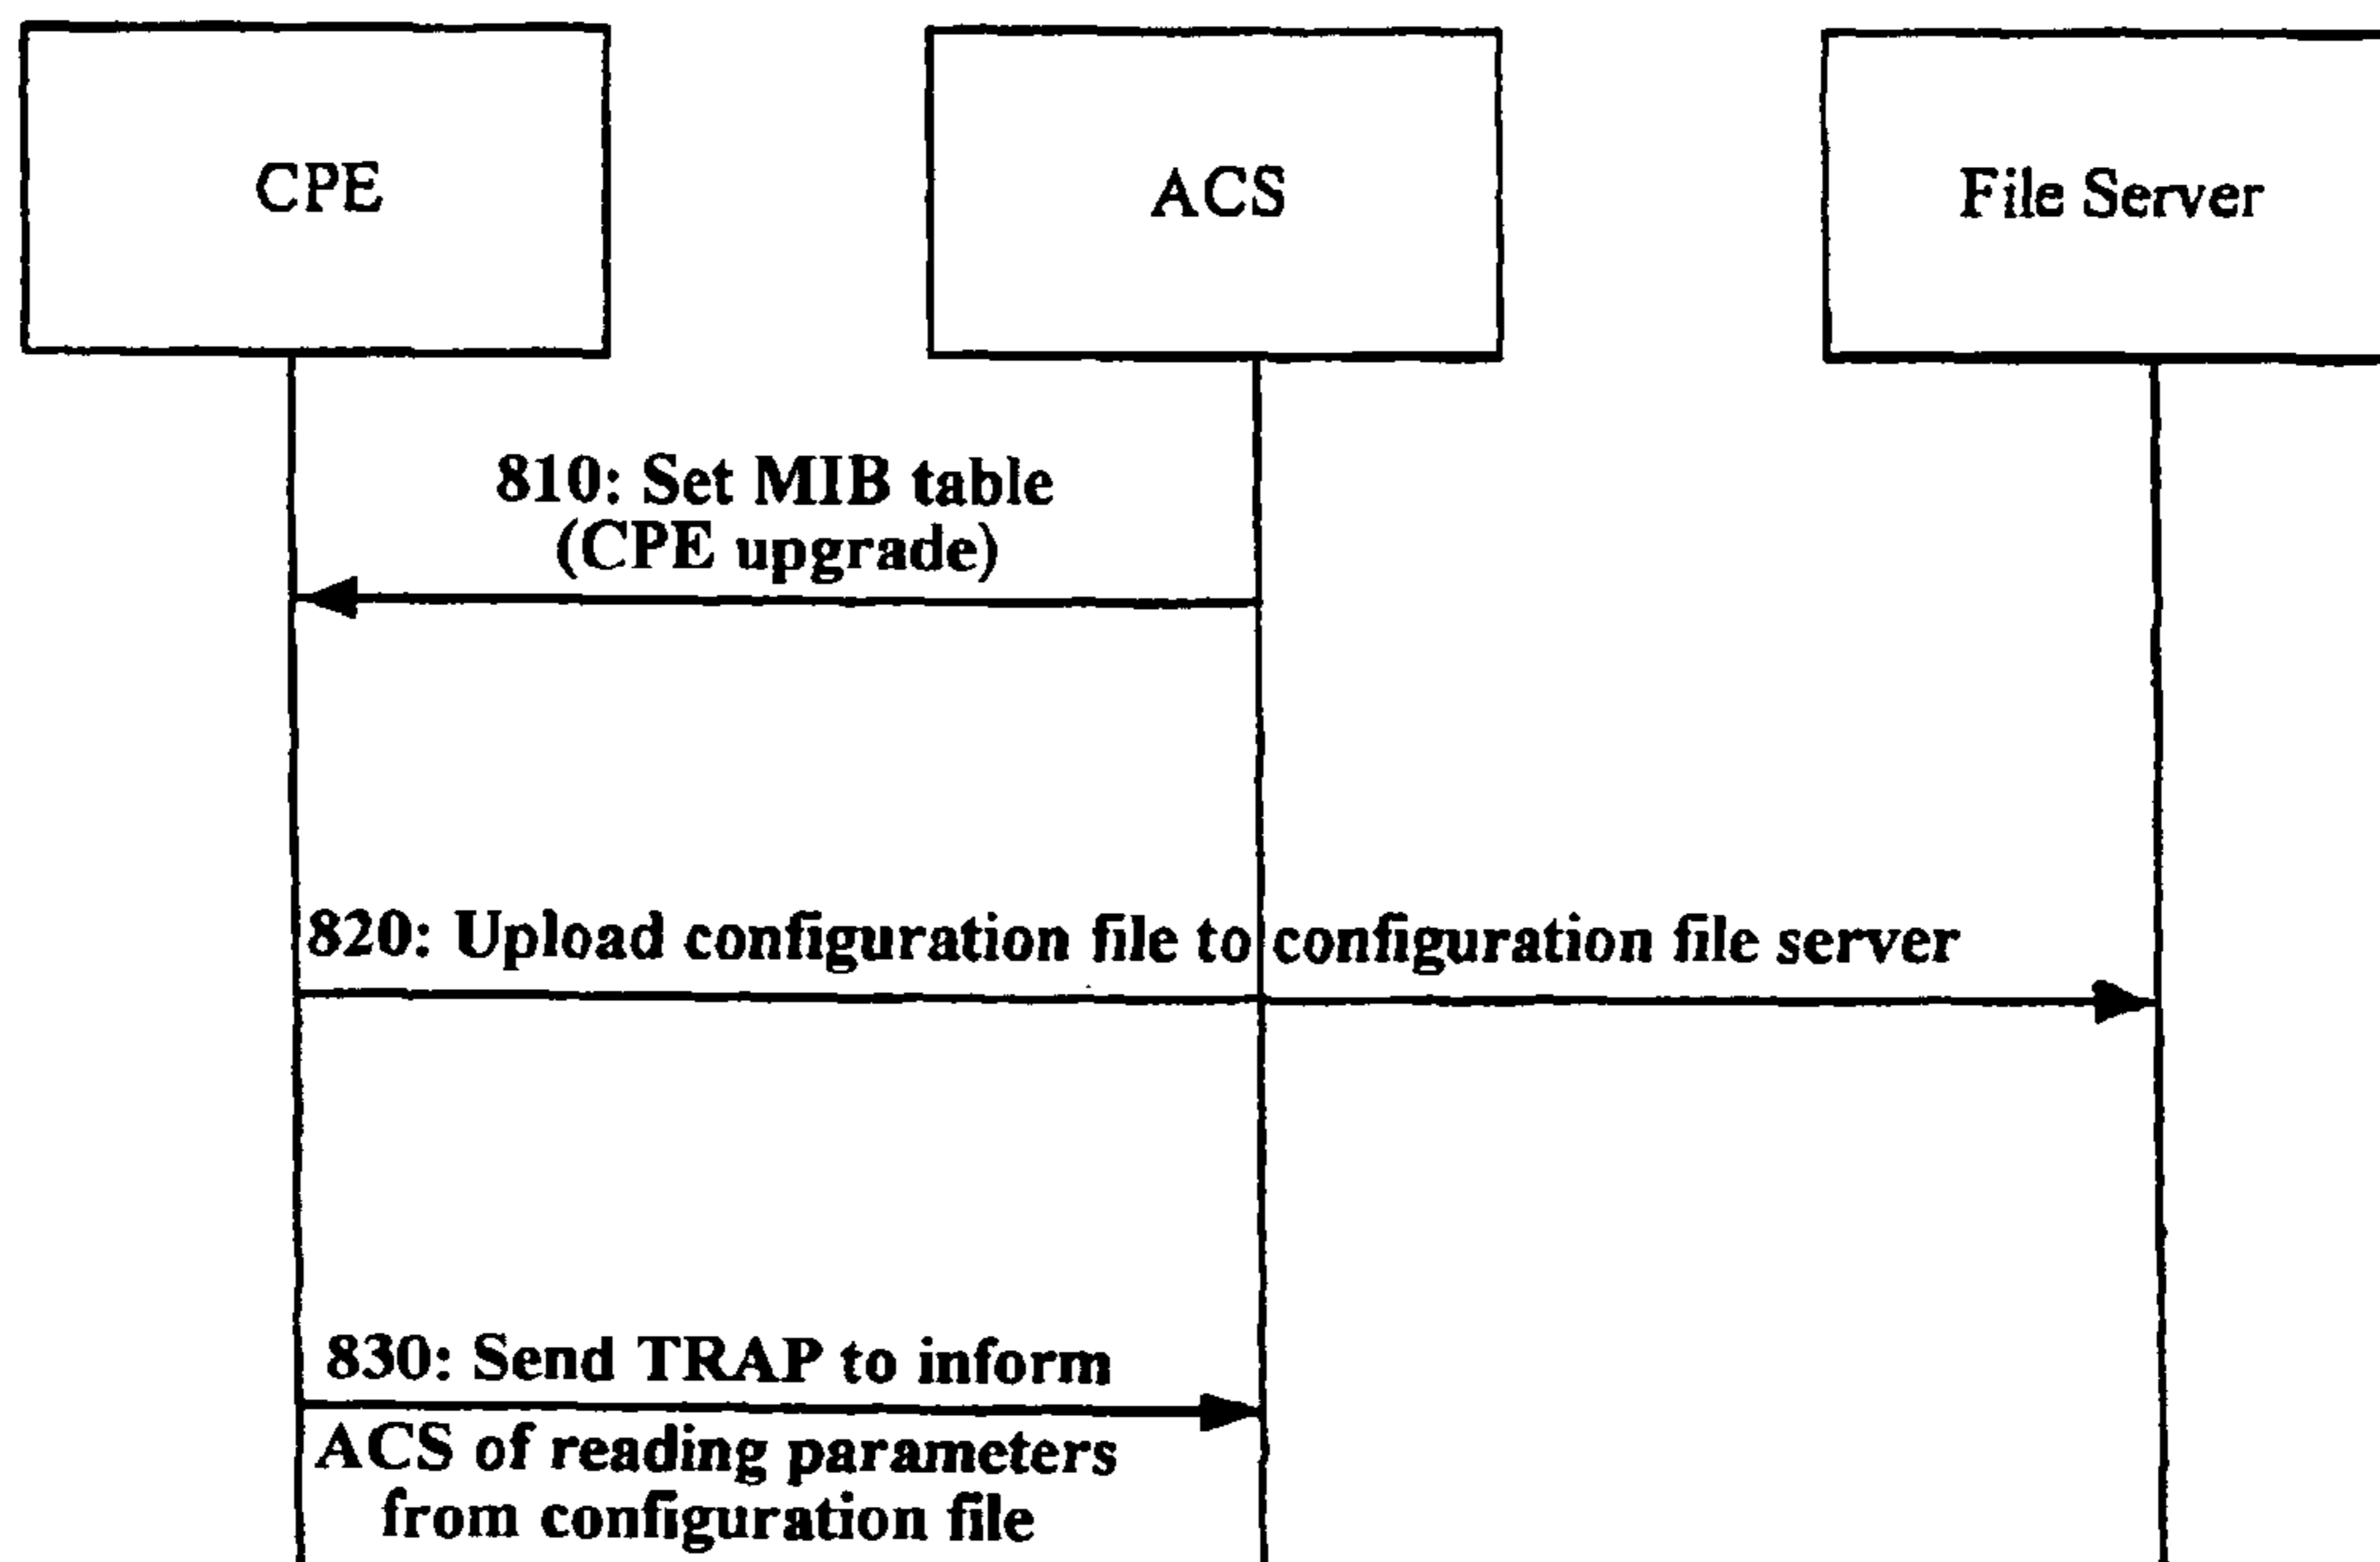 CPE
ACS
File Server
810: Set MIB table
(CPE upgrade)
820: Upload configuration file to configuration file server
830: Send TRAP to inform
ACS of reading parameters
from configuration file